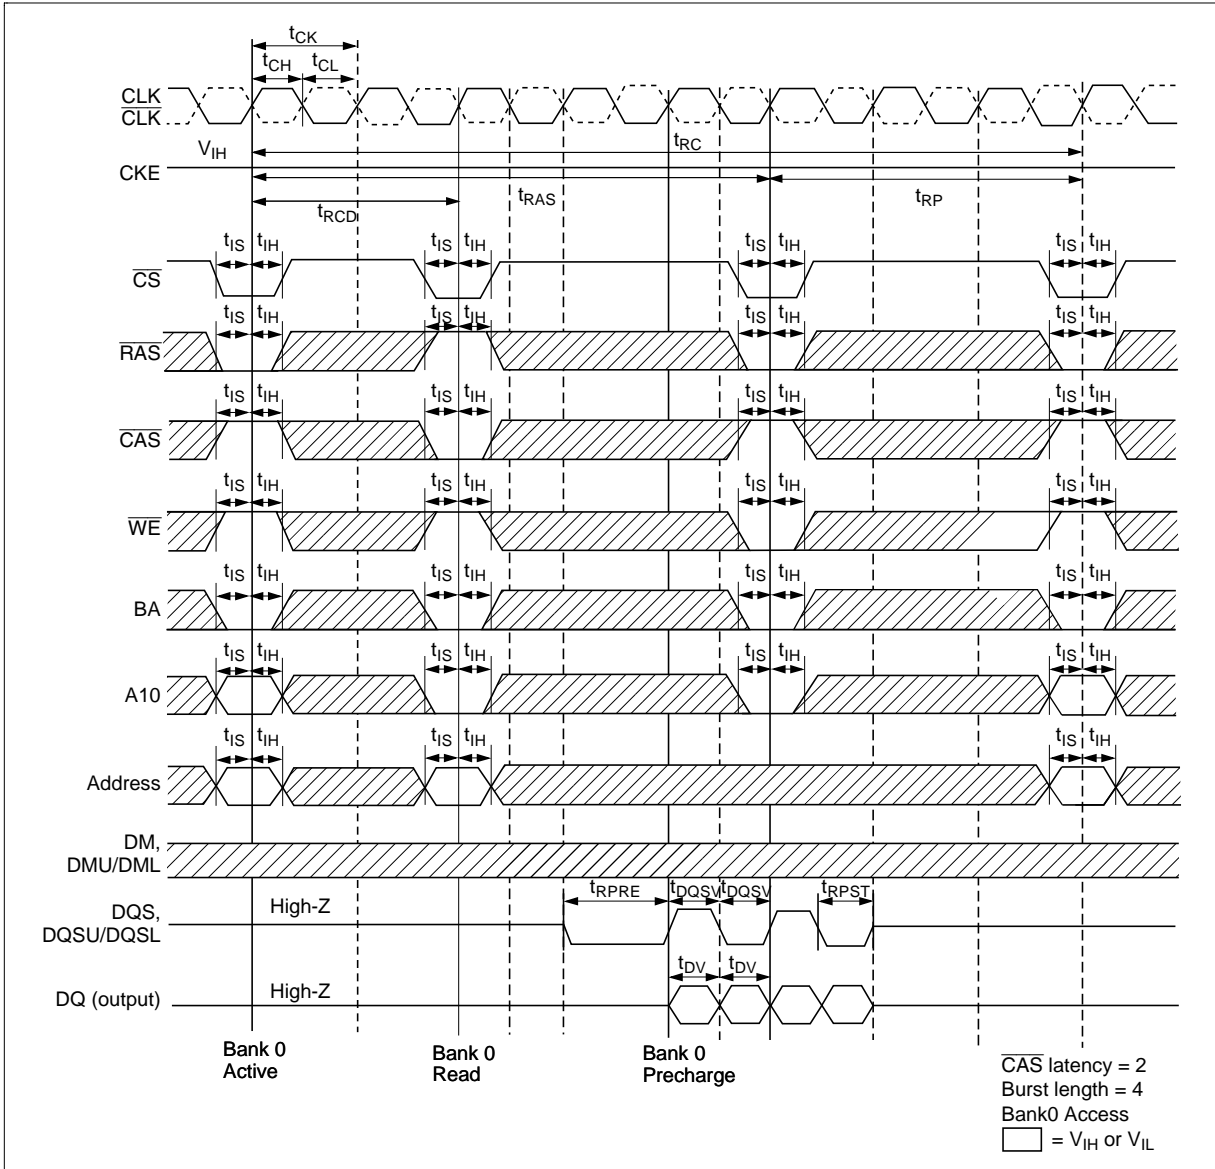 tCK
tCH tCL
CLK
CLK
VIH
tRC
CKE
tRAS tRP
tRCD
tIS tIH tIS tIH tIS tIH tIS tIH
CS
tIS tIH tIS tIH tIS tIH tIS tIH
RAS
tIS tIH tIS tIH tIS tIH tIS tIH
CAS
tIS tIH tIS tIH tIS tIH tIS tIH
WE
tIS tIH tIS tIH tIS tIH tIS tIH
BA
tIS tIH tIS tIH tIS tIH tIS tIH
A10
tIS tIH tIS tIH tIS tIH
Address
DM,
DMU/DML
tRPRE tDQSV tDQSV tRPST
DQS,
DQSU/DQSL
High-Z
tDV tDV
DQ (output)
High-Z
Bank 0
Active
Bank 0
Read
Bank 0
Precharge
CAS latency = 2
Burst length = 4
Bank0 Access
= VIH or VIL